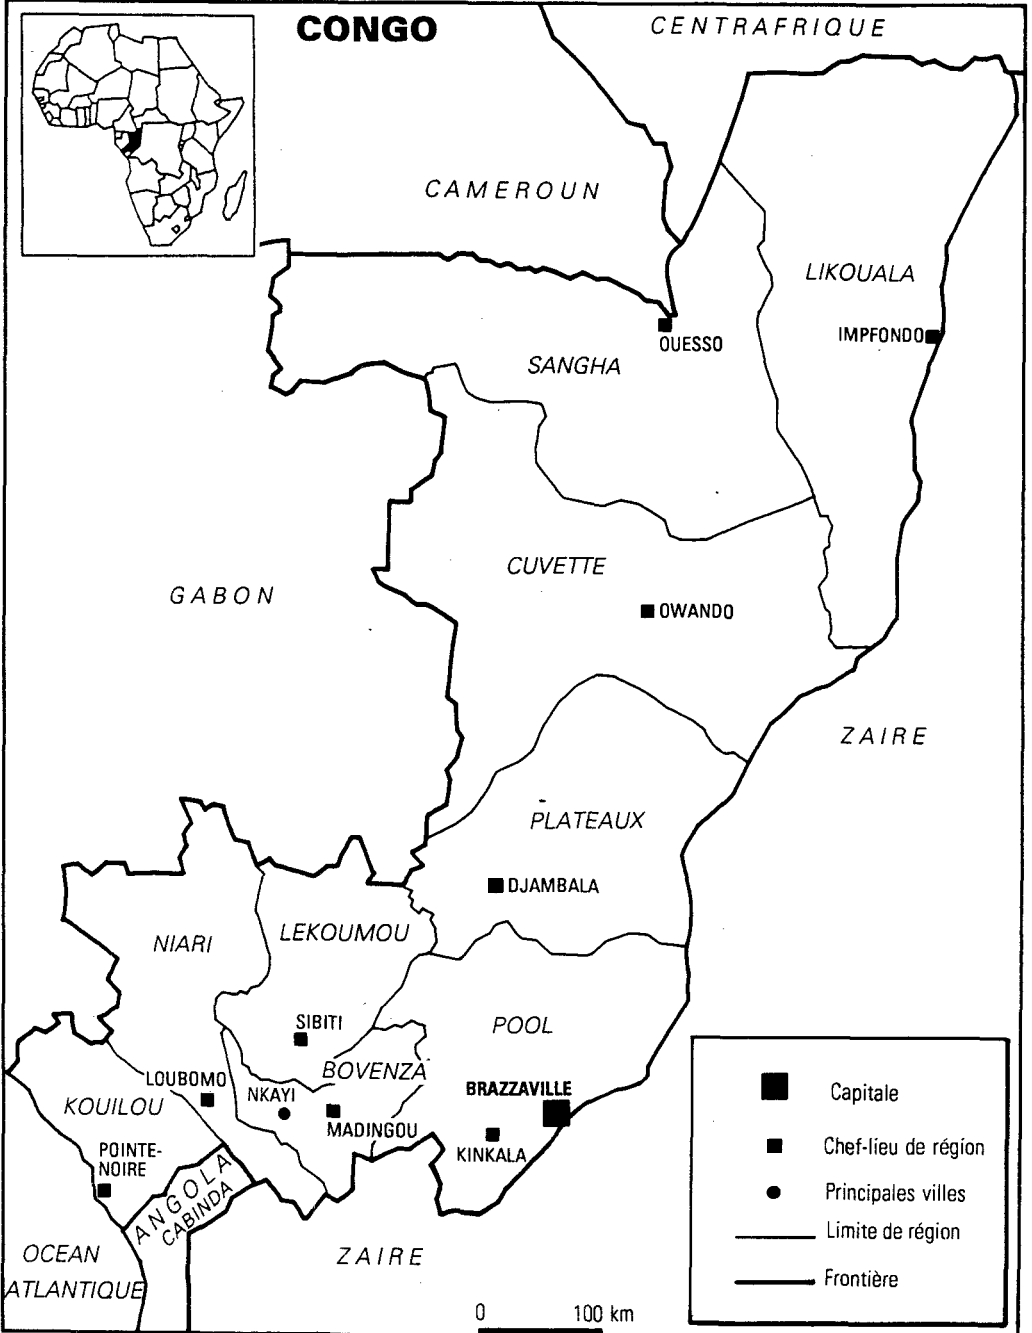 CONGO
CENTRAFRIQUE
CAMEROUN
LIKOUALA
IMPFONDO
OUESSO
SANGHA
CUVETTE
OWANDO
GABON
ZAIRE
PLATEAUX
DJAMBALA
NIARI
LEKOUMOU
SIBITI
POOL
BOVENZA
LOUBOMO
NKAYI
BRAZZAVILLE
KOUILOU
MADINGOU
KINKALA
POINTE-
NOIRE
ANGOLA
CABINDA
OCEAN
ATLANTIQUE
ZAIRE
Capitale
Chef-lieu de région
Principales villes
Limite de région
Frontière
0 100 km